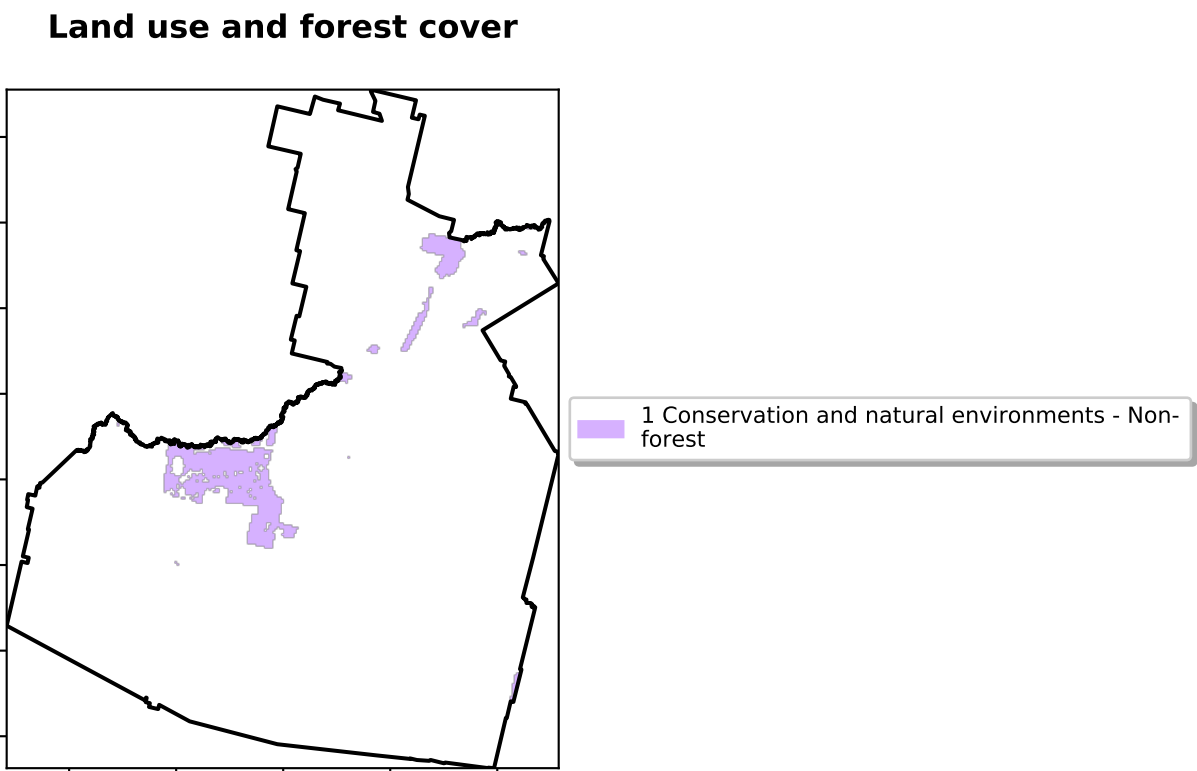 Land use and forest cover
1 Conservation and natural environments - Non-
forest